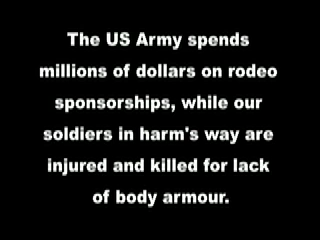 The US Army spends
millions of dollars on rodeo
sponsorships, while our
soldiers in harm's way are
injured and killed for lack
of body armour.